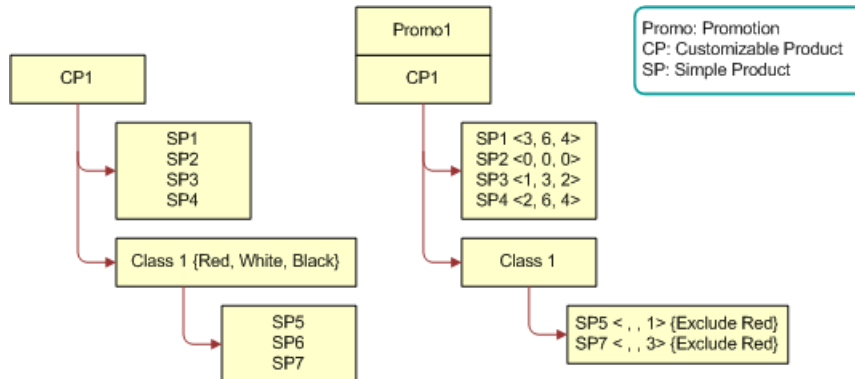 CP1
SP1
SP2
SP3
SP4
Class 1 {Red, White, Black}
SP5
SP6
SP7
Promo1
CP1
SP1 <3, 6, 4>
SP2 <0, 0, 0>
SP3 <1, 3, 2>
SP4 <2, 6, 4>
Class 1
SP5 < , , 1> {Exclude Red}
SP7 < , , 3> {Exclude Red}
Promo: Promotion
CP: Customizable Product
SP: Simple Product